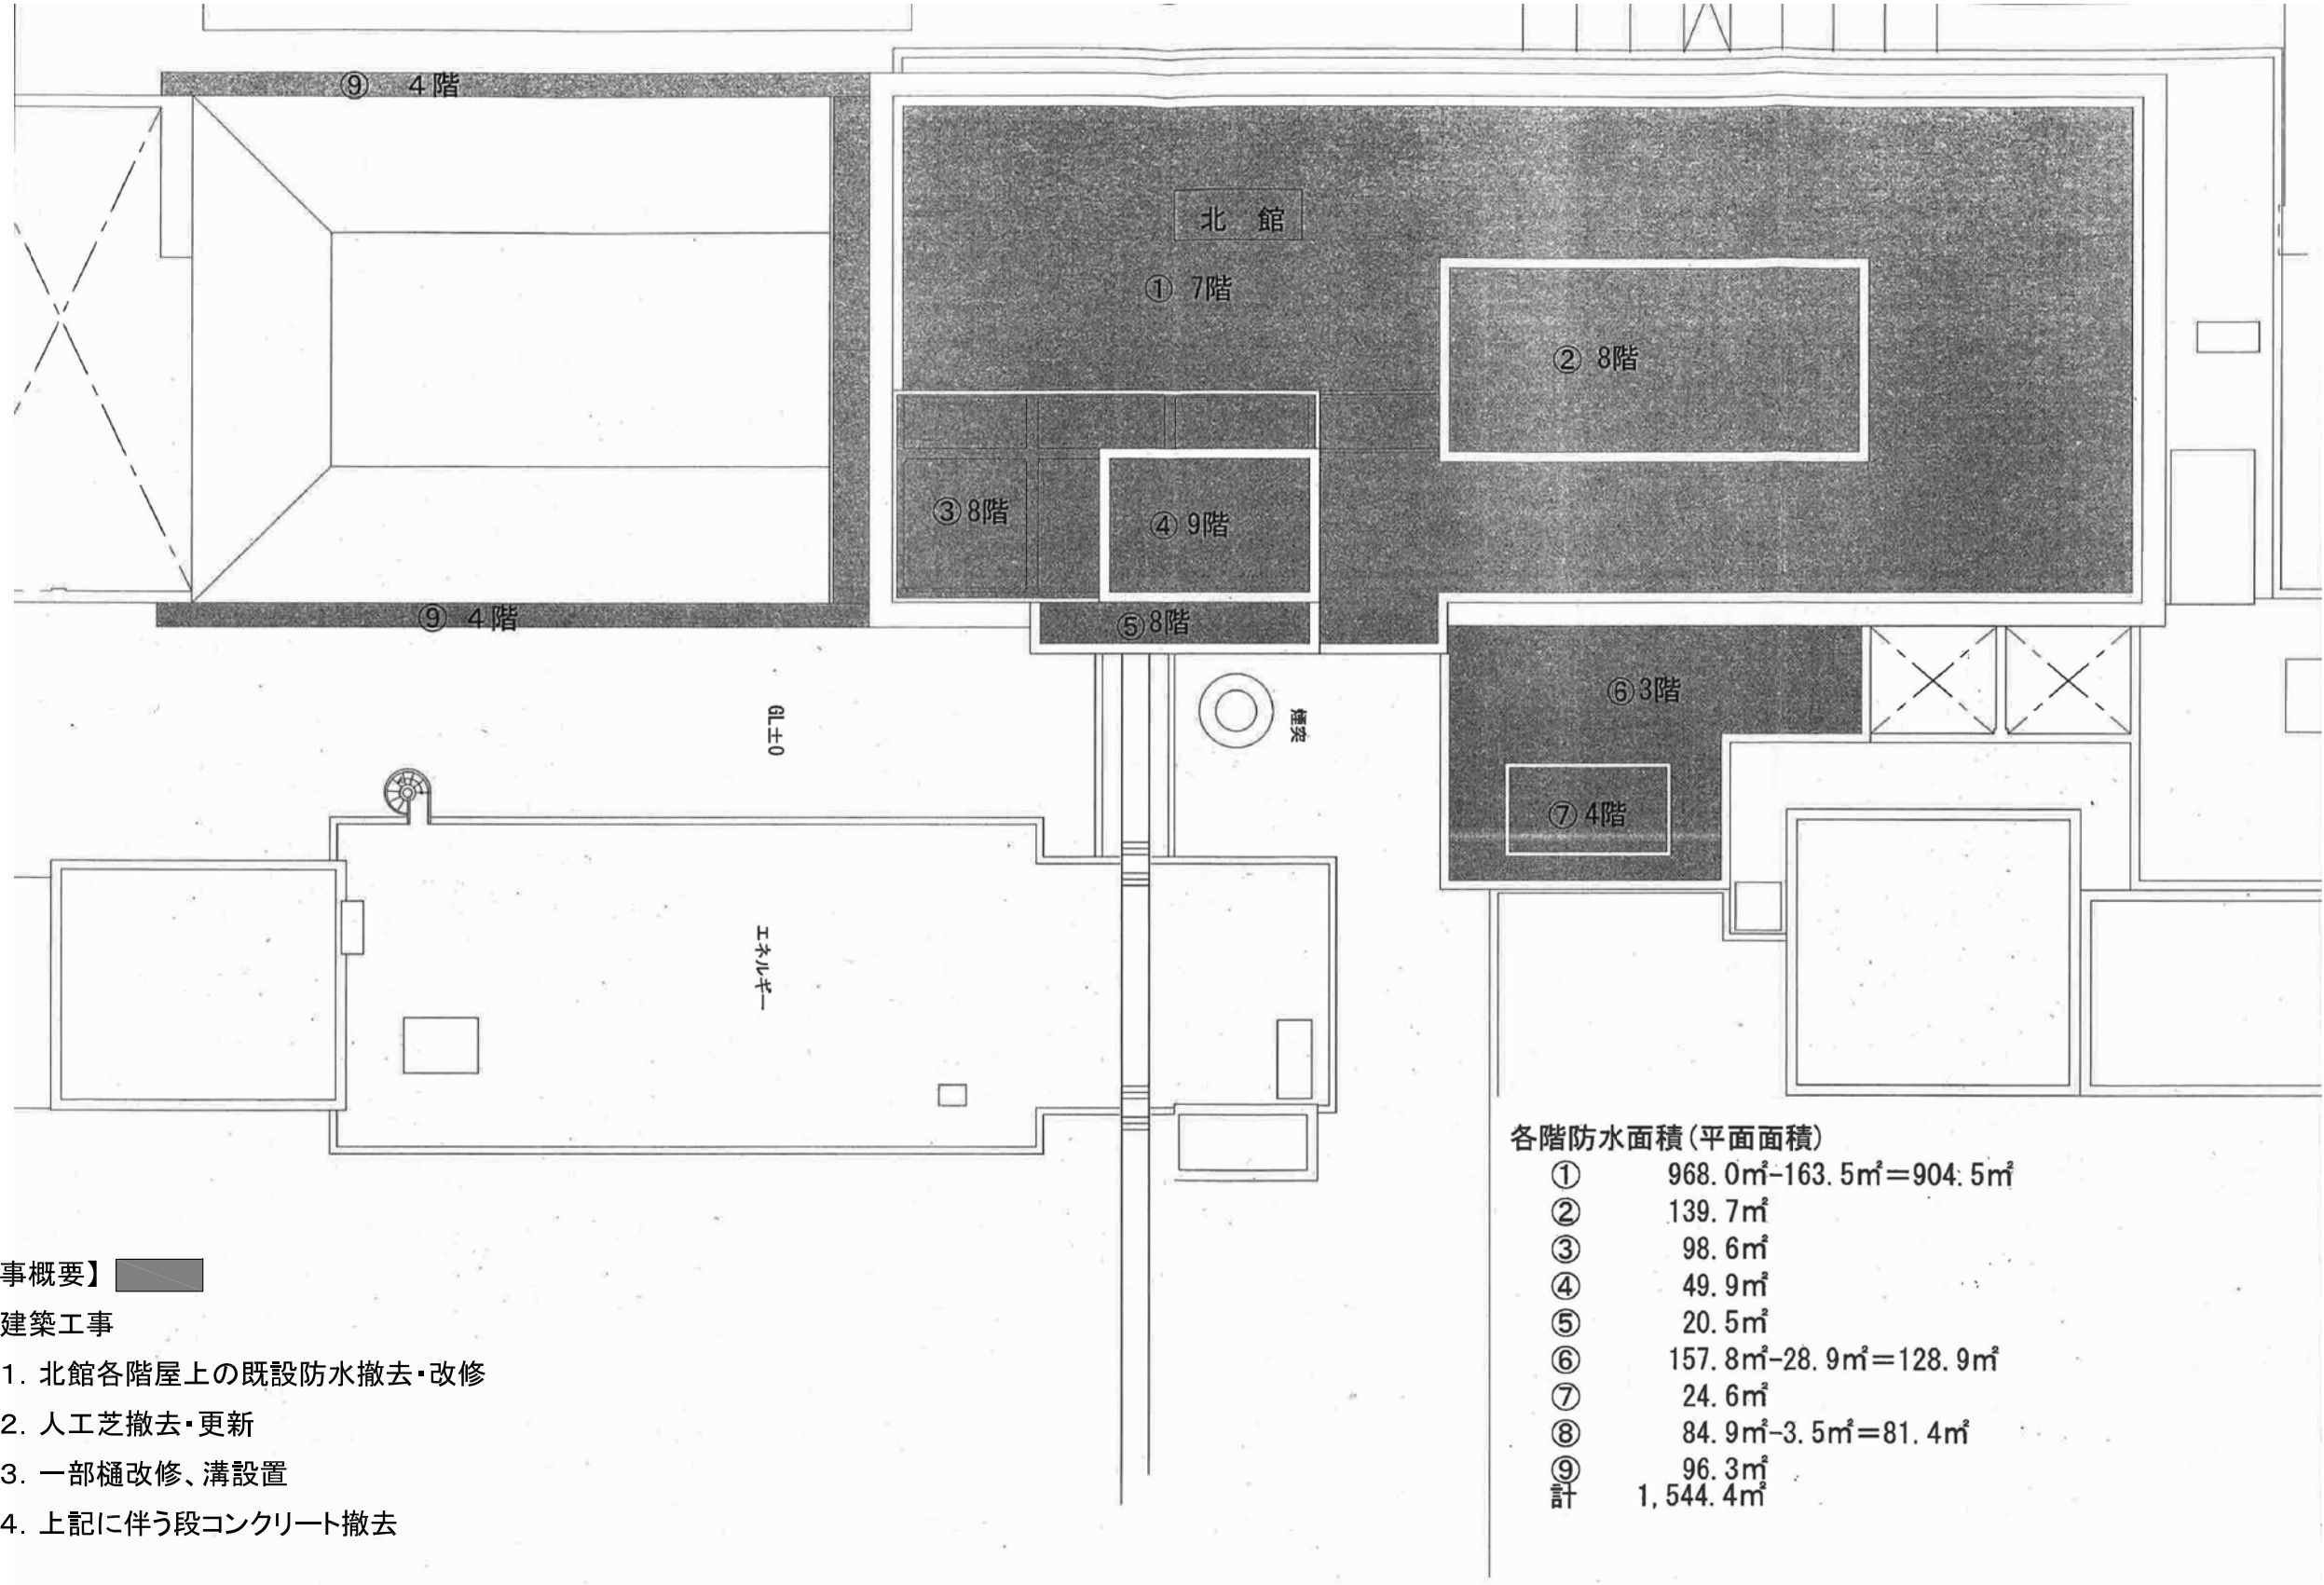 ⑨ 4階
北 館
① 7階
② 8階
③ 8階
④ 9階
⑨ 4階
⑤ 8階
⑥ 3階
GL±0
煙突
⑦ 4階
エネルギー
各階防水面積(平面面積)
① 968.0㎡-163.5㎡=904.5㎡
② 139.7㎡
③ 98.6㎡
④ 49.9㎡
⑤ 20.5㎡
⑥ 157.8㎡-28.9㎡=128.9㎡
⑦ 24.6㎡
⑧ 84.9㎡-3.5㎡=81.4㎡
⑨ 96.3㎡
計 1,544.4㎡
事概要】
建築工事
1. 北館各階屋上の既設防水撤去・改修
2. 人工芝撤去・更新
3. 一部樋改修、溝設置
4. 上記に伴う段コンクリート撤去